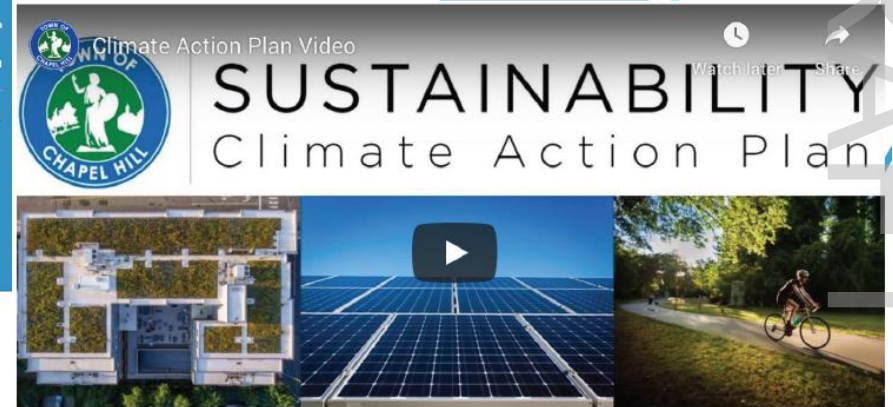 Climate Action Plan Video
Watch later
Share
TOWN OF
CHAPEL HILL
SUSTAINABILITY
Climate Action Plan